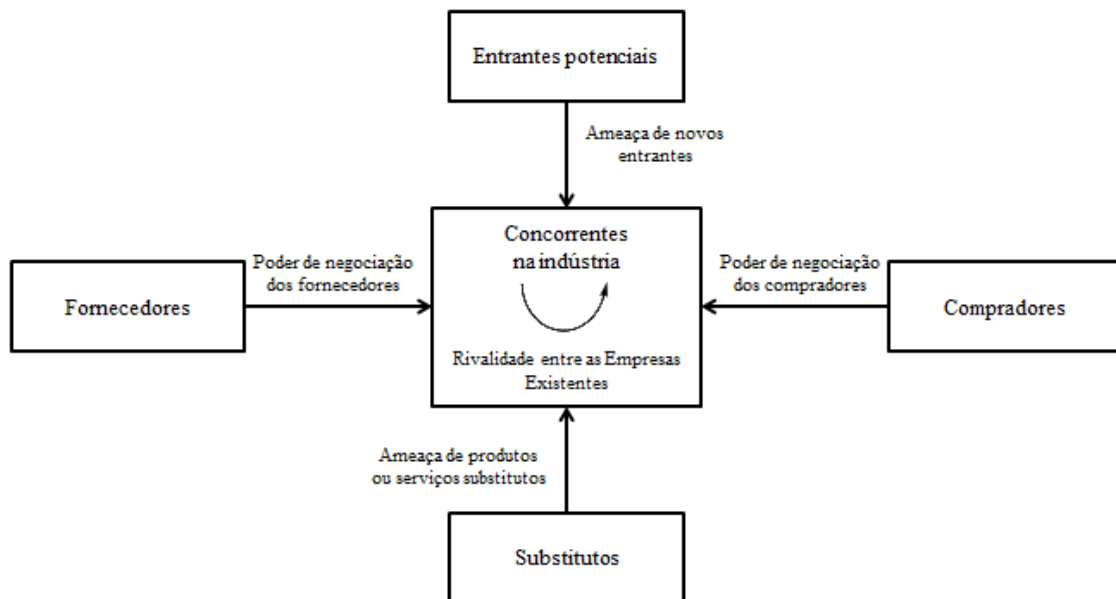 Entrantes potenciais
Ameaça de novos
entrantes
Concorrentes
na indústria
Poder de negociação
dos fornecedores
Poder de negociação
dos compradores
Fornecedores
Compradores
Rivalidade entre as Empresas
Existentes
Ameaça de produtos
ou serviços substitutos
Substitutos